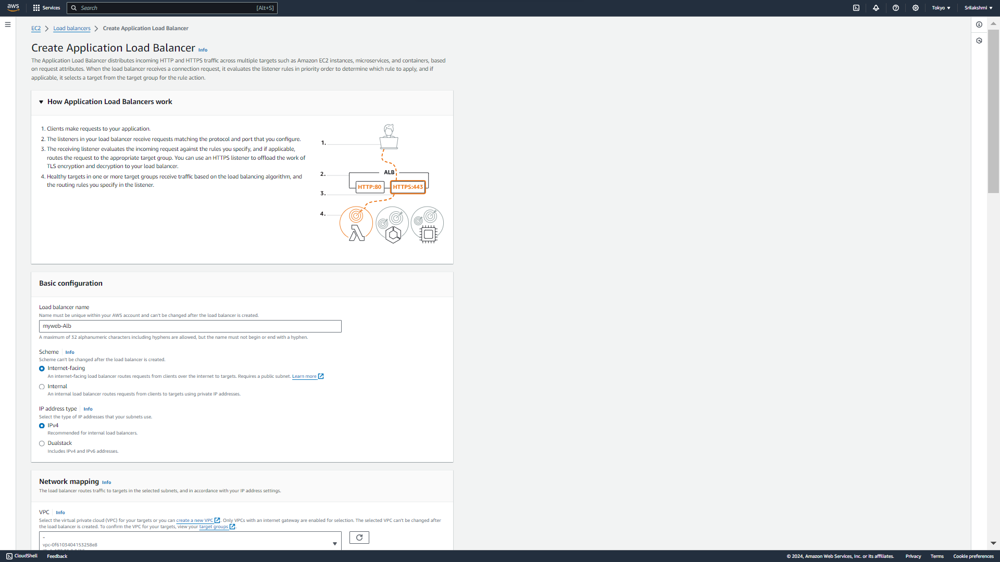 aws
Services
Search
[Alt+S]
Tokyo
Srilakshmi
EC2
Load balancers
Create Application Load Balancer
Create Application Load Balancer
Info
The Application Load Balancer distributes incoming HTTP and HTTPS traffic across multiple targets such as Amazon EC2 instances, microservices, and containers, based
on request attributes. When the load balancer receives a connection request, it evaluates the listener rules in priority order to determine which rule to apply, and if
applicable, it selects a target from the target group for the rule action.
How Application Load Balancers work
1. Clients make requests to your application.
2. The listeners in your load balancer receive requests matching the protocol and port that you configure.
3. The receiving listener evaluates the incoming request against the rules you specify, and if applicable,
routes the request to the appropriate target group. You can use an HTTPS listener to offload the work of
TLS encryption and decryption to your load balancer.
4. Healthy targets in one or more target groups receive traffic based on the load balancing algorithm, and
the routing rules you specify in the listener.
1.
2.
ALB
HTTP:80
HTTPS:443
3.
4.
Basic configuration
Load balancer name
Name must be unique within your AWS account and can't be changed after the load balancer is created.
myweb-Alb
A maximum of 32 alphanumeric characters including hyphens are allowed, but the name must not begin or end with a hyphen.
Scheme
Info
Scheme can't be changed after the load balancer is created.
Internet-facing
An internet-facing load balancer routes requests from clients over the internet to targets. Requires a public subnet. Learn more
Internal
An internal load balancer routes requests from clients to targets using private IP addresses.
IP address type
Info
Select the type of IP addresses that your subnets use.
IPv4
Recommended for internal load balancers.
Dualstack
Includes IPv4 and IPv6 addresses.
Network mapping
Info
The load balancer routes traffic to targets in the selected subnets, and in accordance with your IP address settings.
VPC
Info
Select the virtual private cloud (VPC) for your targets or you can create a new VPC. Only VPCs with an internet gateway are enabled for selection. The selected VPC can't be changed after
the load balancer is created. To confirm the VPC for your targets, view your target groups.
-
vpc-0f6103404153258e8
CloudShell
Feedback
© 2024, Amazon Web Services, Inc. or its affiliates.
Privacy
Terms
Cookie preferences